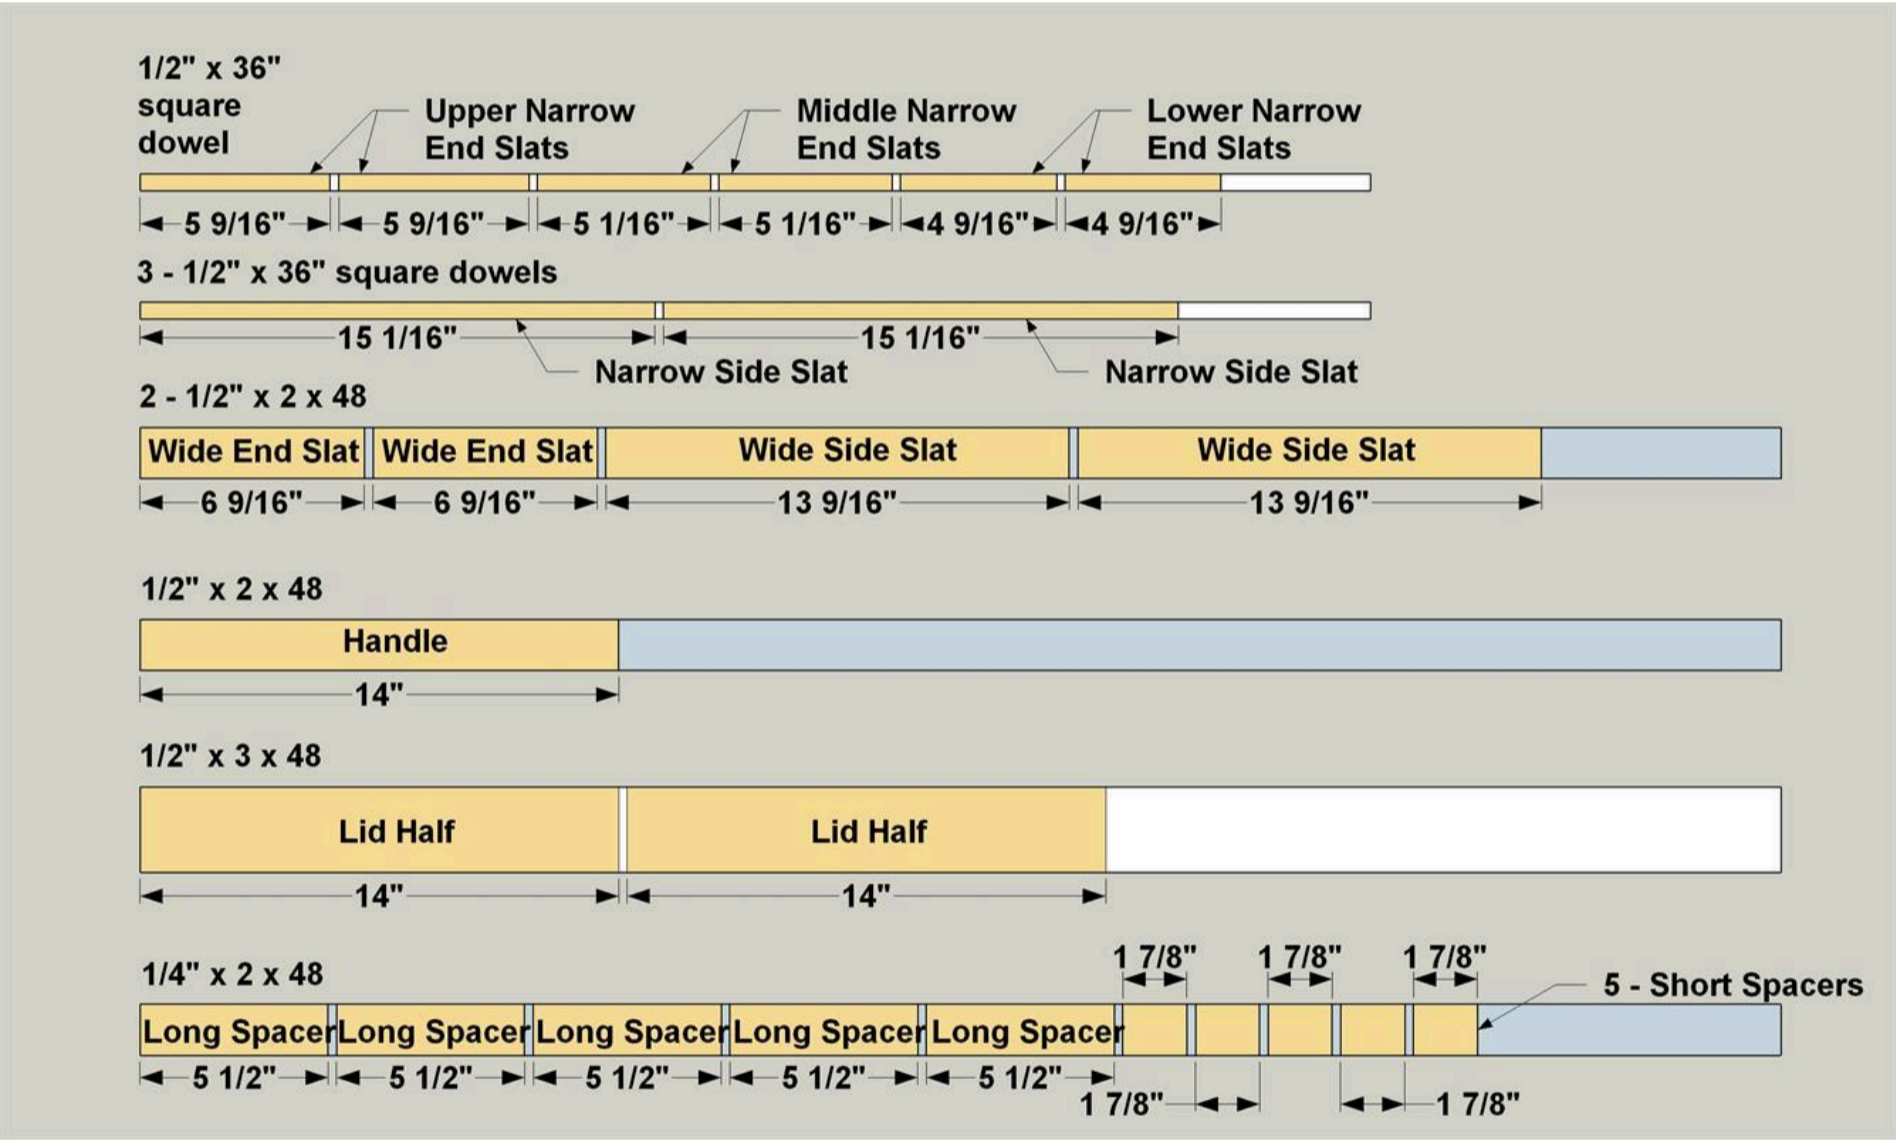 1/2" x 36"
square
dowel
Upper Narrow
End Slats
Middle Narrow
End Slats
Lower Narrow
End Slats
5 9/16" 5 9/16" 5 1/16" 5 1/16" 4 9/16" 4 9/16"
3 - 1/2" x 36" square dowels
15 1/16" 15 1/16"
Narrow Side Slat Narrow Side Slat
2 - 1/2" x 2 x 48
Wide End Slat Wide End Slat Wide Side Slat Wide Side Slat
6 9/16" 6 9/16" 13 9/16" 13 9/16"
1/2" x 2 x 48
Handle
14"
1/2" x 3 x 48
Lid Half Lid Half
14" 14"
1 7/8" 1 7/8" 1 7/8"
1/4" x 2 x 48
5 - Short Spacers
Long Spacer Long Spacer Long Spacer Long Spacer Long Spacer
5 1/2" 5 1/2" 5 1/2" 5 1/2" 5 1/2"
1 7/8" 1 7/8"